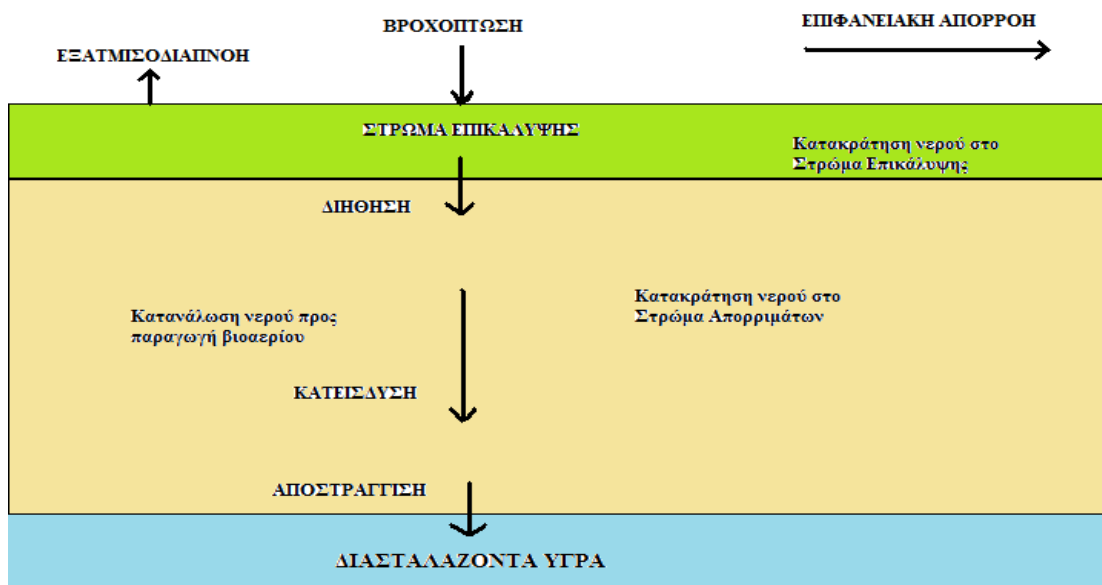 ΒΡΟΧΟΠΤΩΣΗ
ΕΠΙΦΑΝΕΙΑΚΗ ΑΠΟΡΡΟΗ
ΕΞΑΤΜΙΣΟΔΙΑΠΝΟΗ
ΣΤΡΩΜΑ ΕΠΙΚΑΛΥΨΗΣ
Κατακράτηση νερού στο
Στρώμα Επικάλυψης
ΔΙΗΘΗΣΗ
Κατανάλωση νερού προς
παραγωγή βιοαερίου
Κατακράτηση νερού στο
Στρώμα Απορριμάτων
ΚΑΤΕΙΣΔΥΣΗ
ΑΠΟΣΤΡΑΓΓΙΣΗ
ΔΙΑΣΤΑΛΑΖΟΝΤΑ ΥΓΡΑ